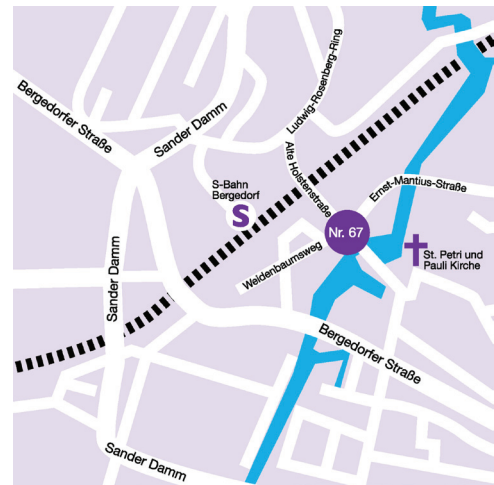 Ludwig-Rosenberg-Ring
Bergedorfer Straße
Sander Damm
Alte Holstenstraße
S-Bahn
Bergedorf
S
Ernst-Mantius-Straße
Nr. 67
St. Petri und
Pauli Kirche
Weidenbaumsweg
Sander Damm
Bergedorfer Straße
Sander Damm